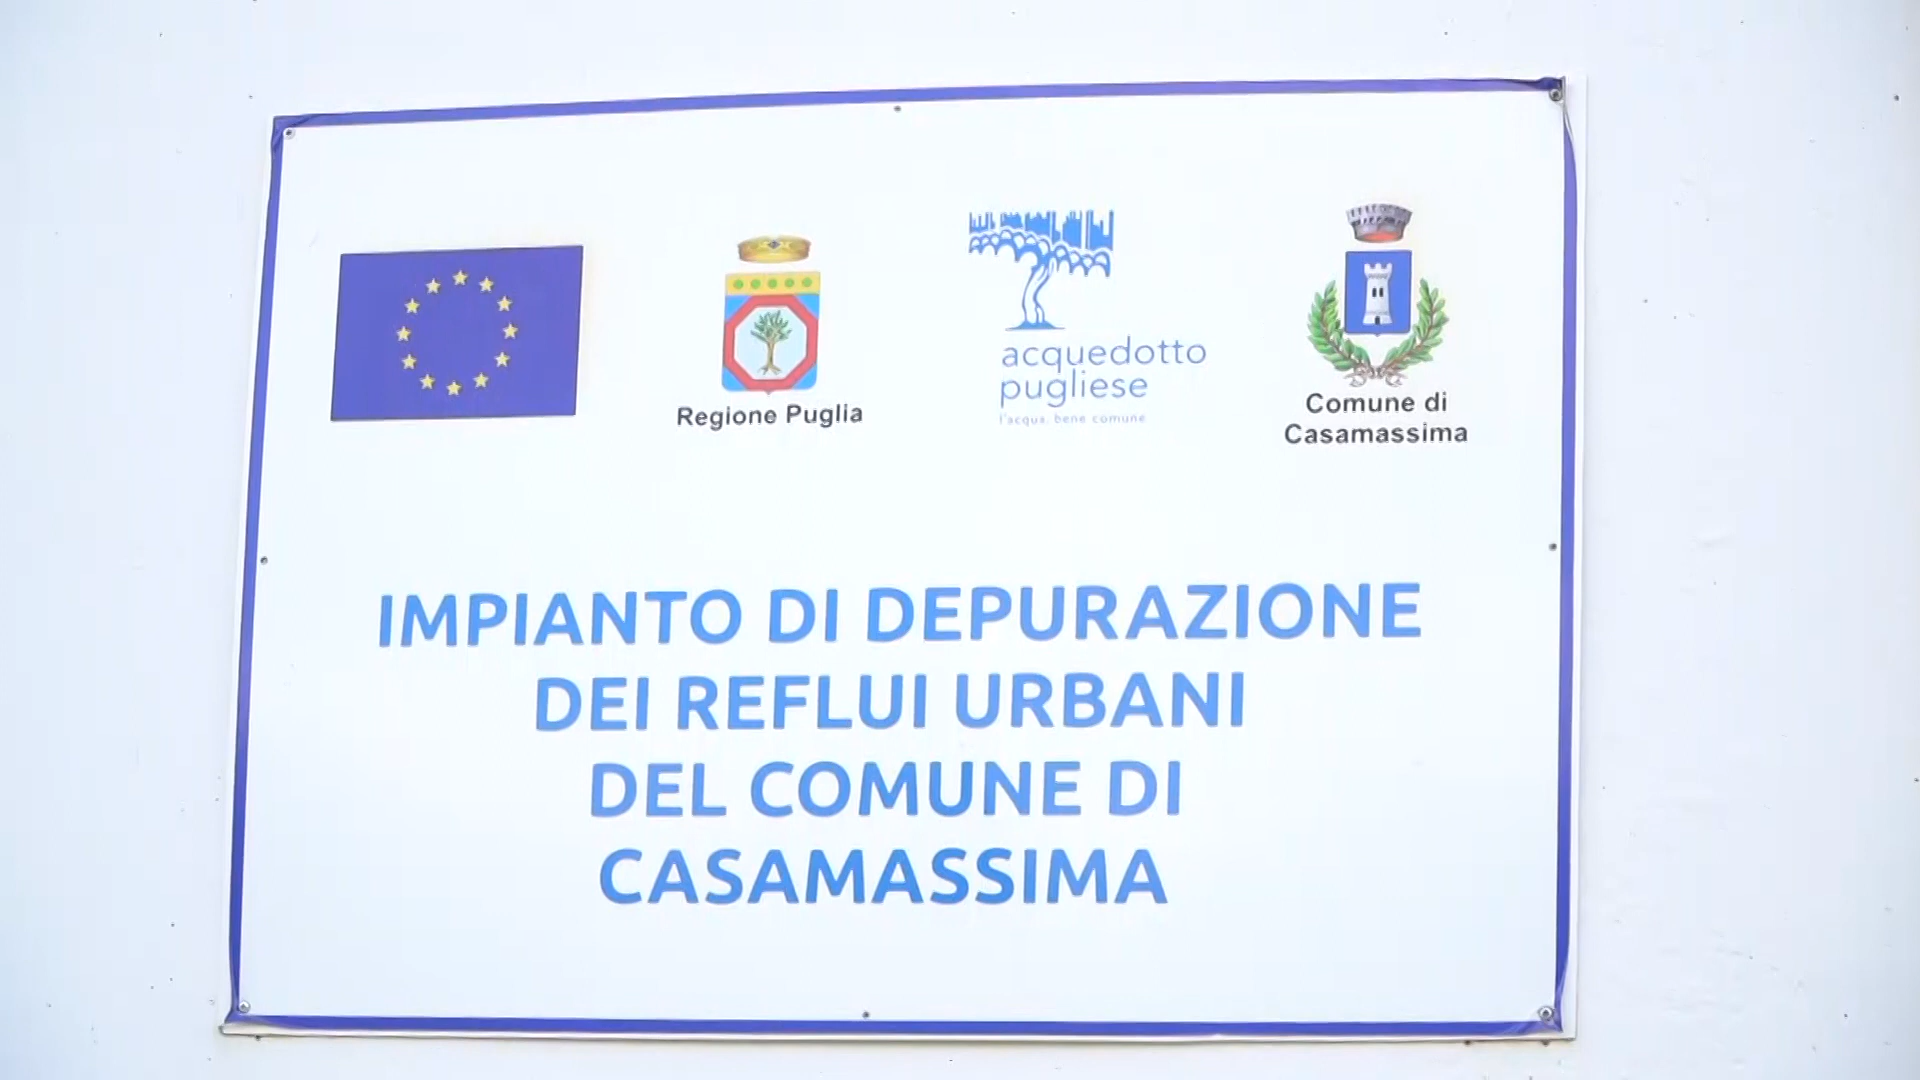 Regione Puglia
acquedotto
pugliese
l'acqua, bene comune
Comune di
Casamassima
IMPIANTO DI DEPURAZIONE
DEI REFLUI URBANI
DEL COMUNE DI
CASAMASSIMA